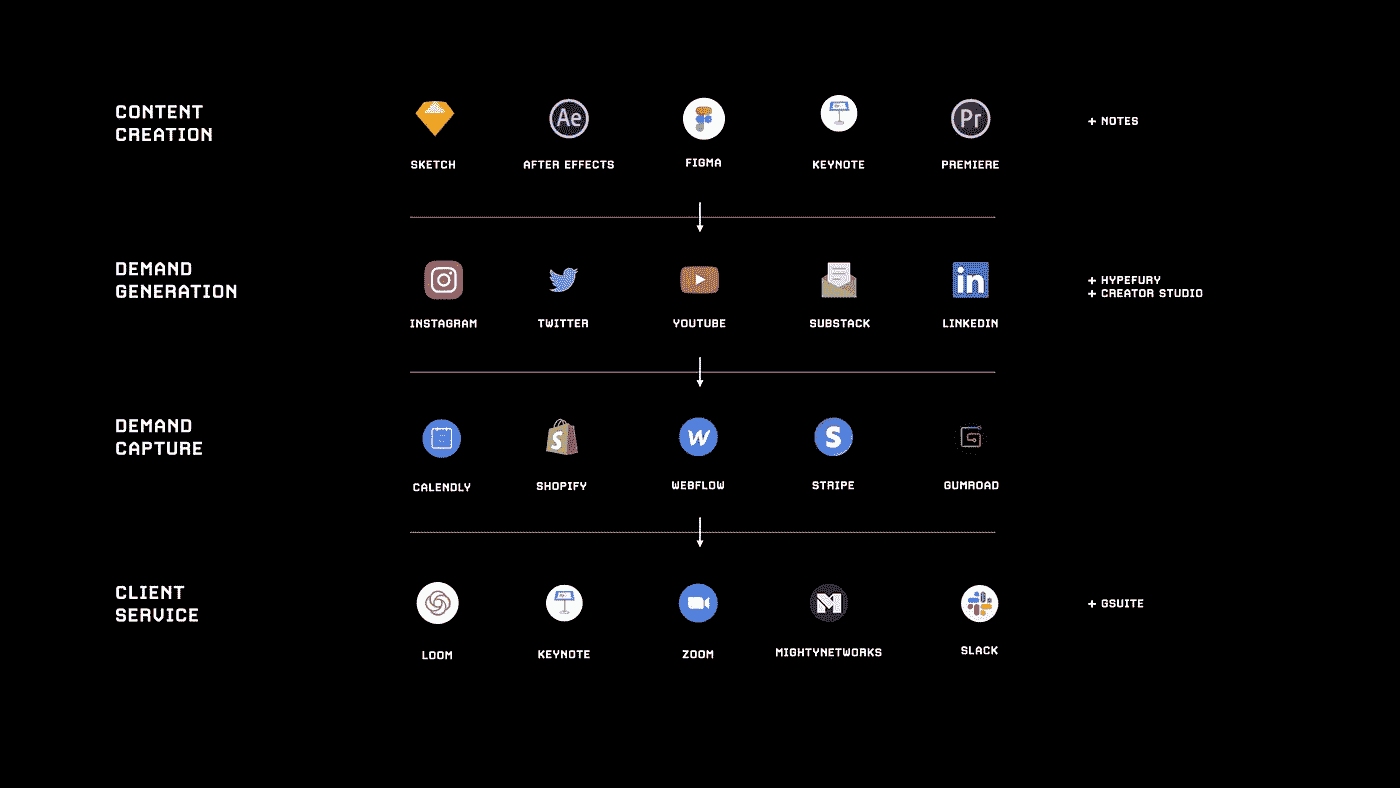 CONTENT
CREATION
Ae
Pr
SKETCH
AFTER EFFECTS
FIGMA
KEYNOTE
PREMIERE
+ NOTES
DEMAND
GENERATION
in
INSTAGRAM
TWITTER
YOUTUBE
SUBSTACK
LINKEDIN
+ HYPEFURY
+ CREATOR STUDIO
DEMAND
CAPTURE
S
W
S
CALENDLY
SHOPIFY
WEBFLOW
STRIPE
GUMROAD
CLIENT
SERVICE
M
LOOM
KEYNOTE
ZOOM
MIGHTYNETWORKS
SLACK
+ GSUITE